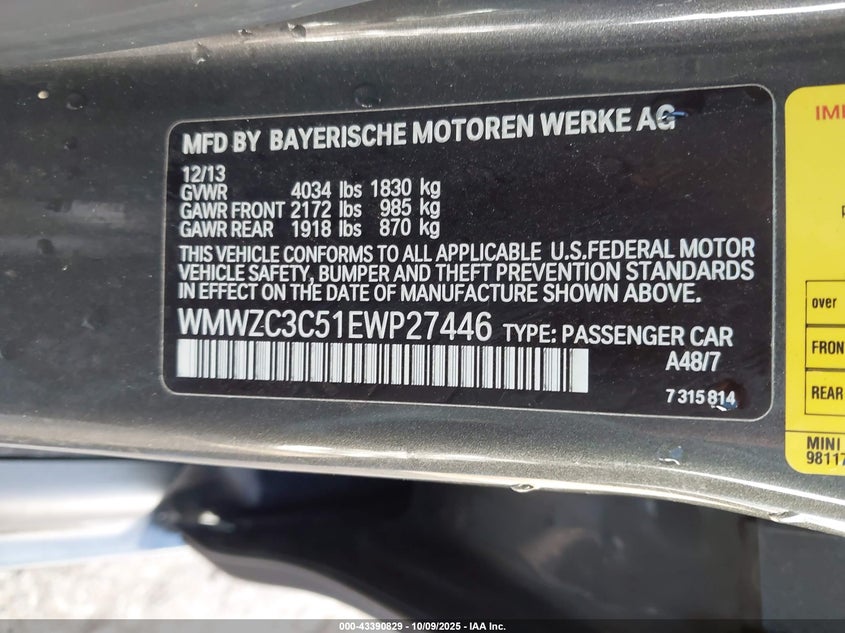 MFD BY BAYERISCHE MOTOREN WERKE AG
12/13
GVWR 4034 lbs 1830 kg
GAWR FRONT 2172 lbs 985 kg
GAWR REAR 1918 lbs 870 kg
THIS VEHICLE CONFORMS TO ALL APPLICABLE U.S.FEDERAL MOTOR
VEHICLE SAFETY, BUMPER AND THEFT PREVENTION STANDARDS
IN EFFECT ON THE DATE OF MANUFACTURE SHOWN ABOVE.
WMWZC3C51EWP27446 TYPE: PASSENGER CAR
A48/7
7 315 814
over
FRON
REAR
MINI
98117
000-43390829 - 10/09/2025 - IAA Inc.